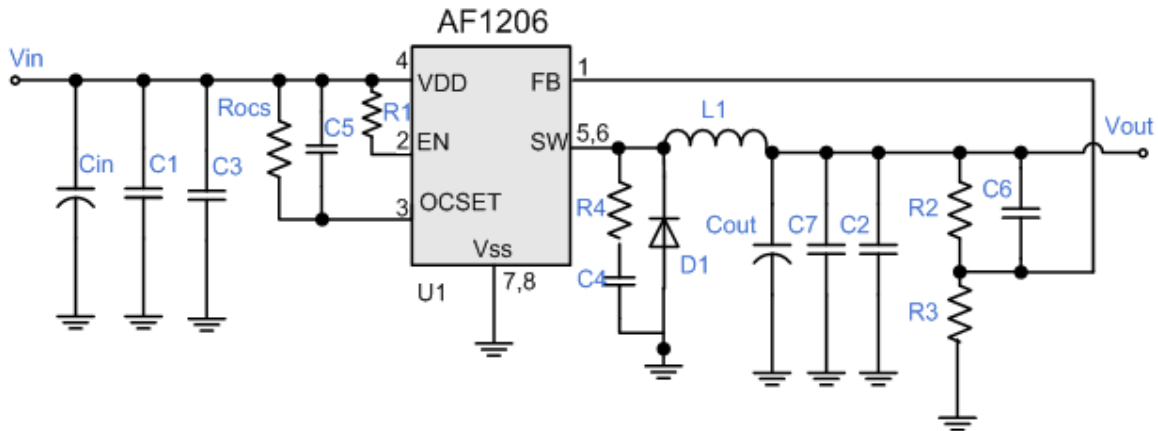 AF1206
Vin
4
1
VDD
FB
L1
Rocs
R1
C5
2
EN
SW
5,6
Vout
Cin
C1
C3
3
OCSET
R4
Cout
C7
C2
R2
C6
Vss
D1
7,8
C4
U1
R3